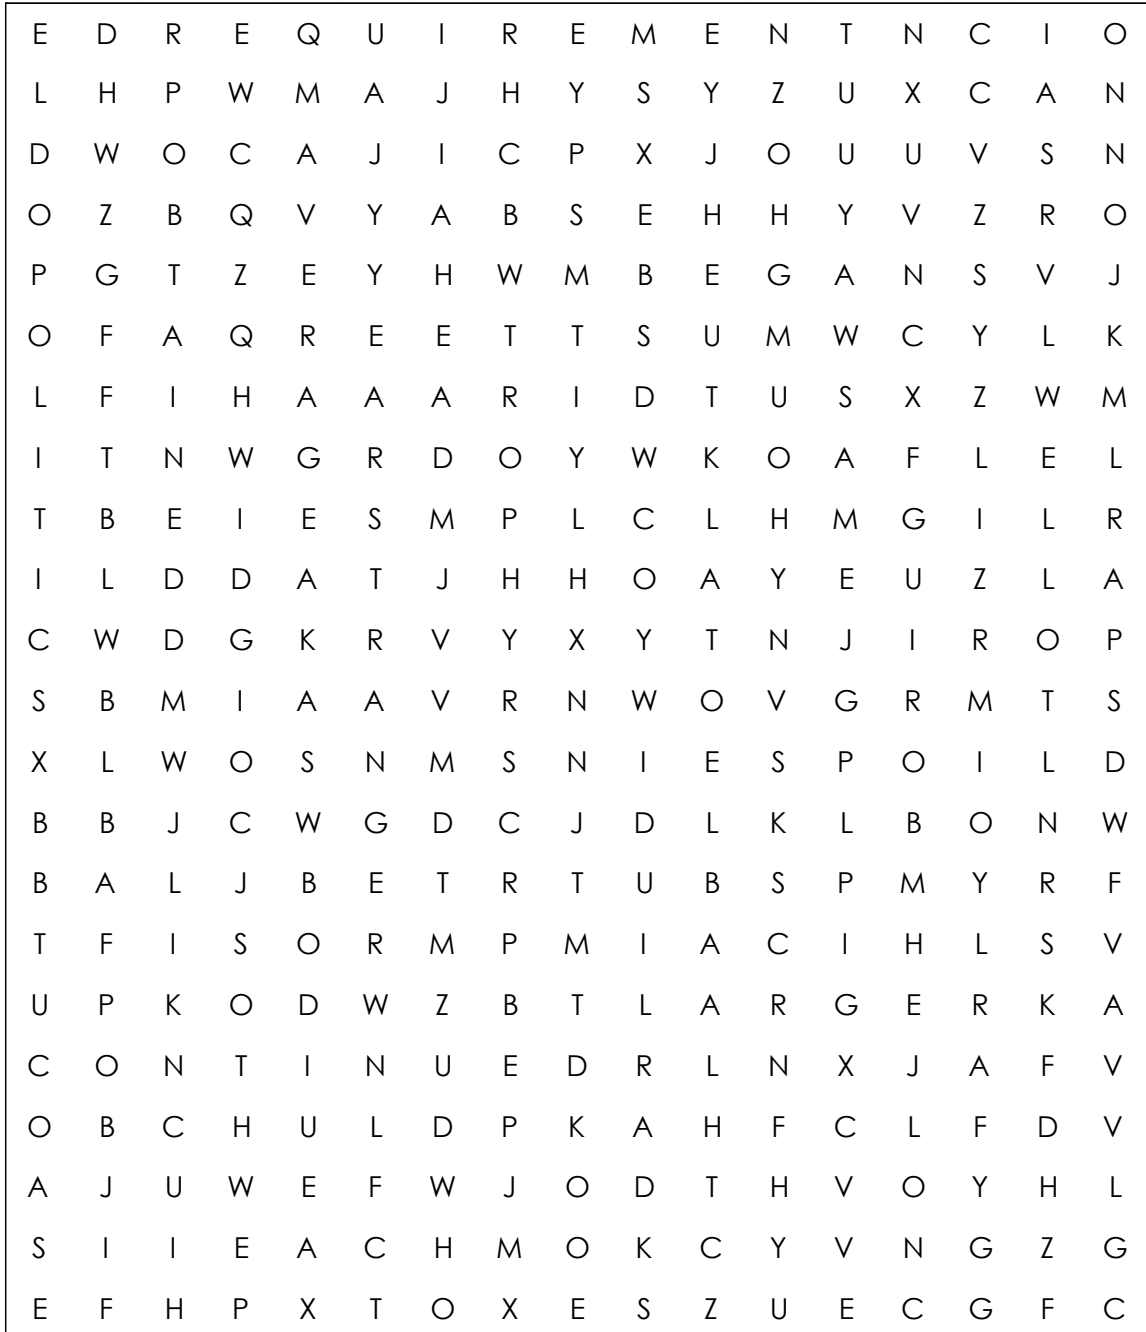 E D R E Q U I R E M E N T N C I O
L H P W M A J H Y S Y Z U X C A N
D W O C A J I C P X J O U U V S N
O Z B Q V Y A B S E H H Y V Z R O
P G T Z E Y H W M B E G A N S V J
O F A Q R E E T T S U M W C Y L K
L F I H A A A R I D T U S X Z W M
I T N W G R D O Y W K O A F L E L
T B E I E S M P L C L H M G I L R
I L D D A T J H H O A Y E U Z L A
C W D G K R V Y X Y T N J I R O P
S B M I A A V R N W O V G R M T S
X L W O S N M S N I E S P O I L D
B B J C W G D C J D L K L B O N W
B A L J B E T R T U B S P M Y R F
T F I S O R M P M I A C I H L S V
U P K O D W Z B T L A R G E R K A
C O N T I N U E D R L N X J A F V
O B C H U L D P K A H F C L F D V
A J U W E F W J O D T H V O Y H L
S I I E A C H M O K C Y V N G Z G
E F H P X T O X E S Z U E C G F C